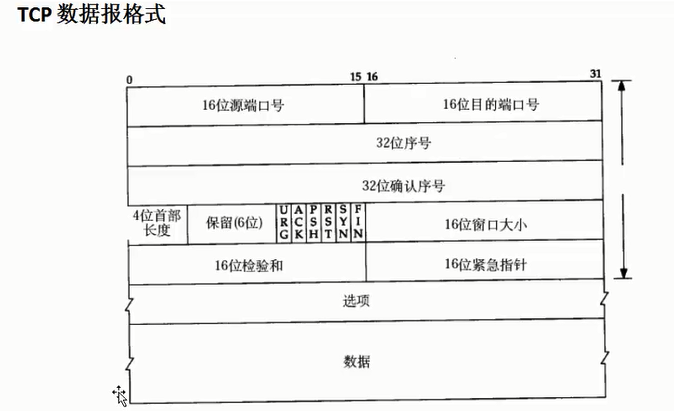 TCP 数据报格式
0 15 16 31
16位源端口号 16位目的端口号
32位序号
32位确认序号
4位首部长度 保留(6位) URG ACK PSH RST SYN FIN 16位窗口大小
16位检验和 16位紧急指针
选项
数据